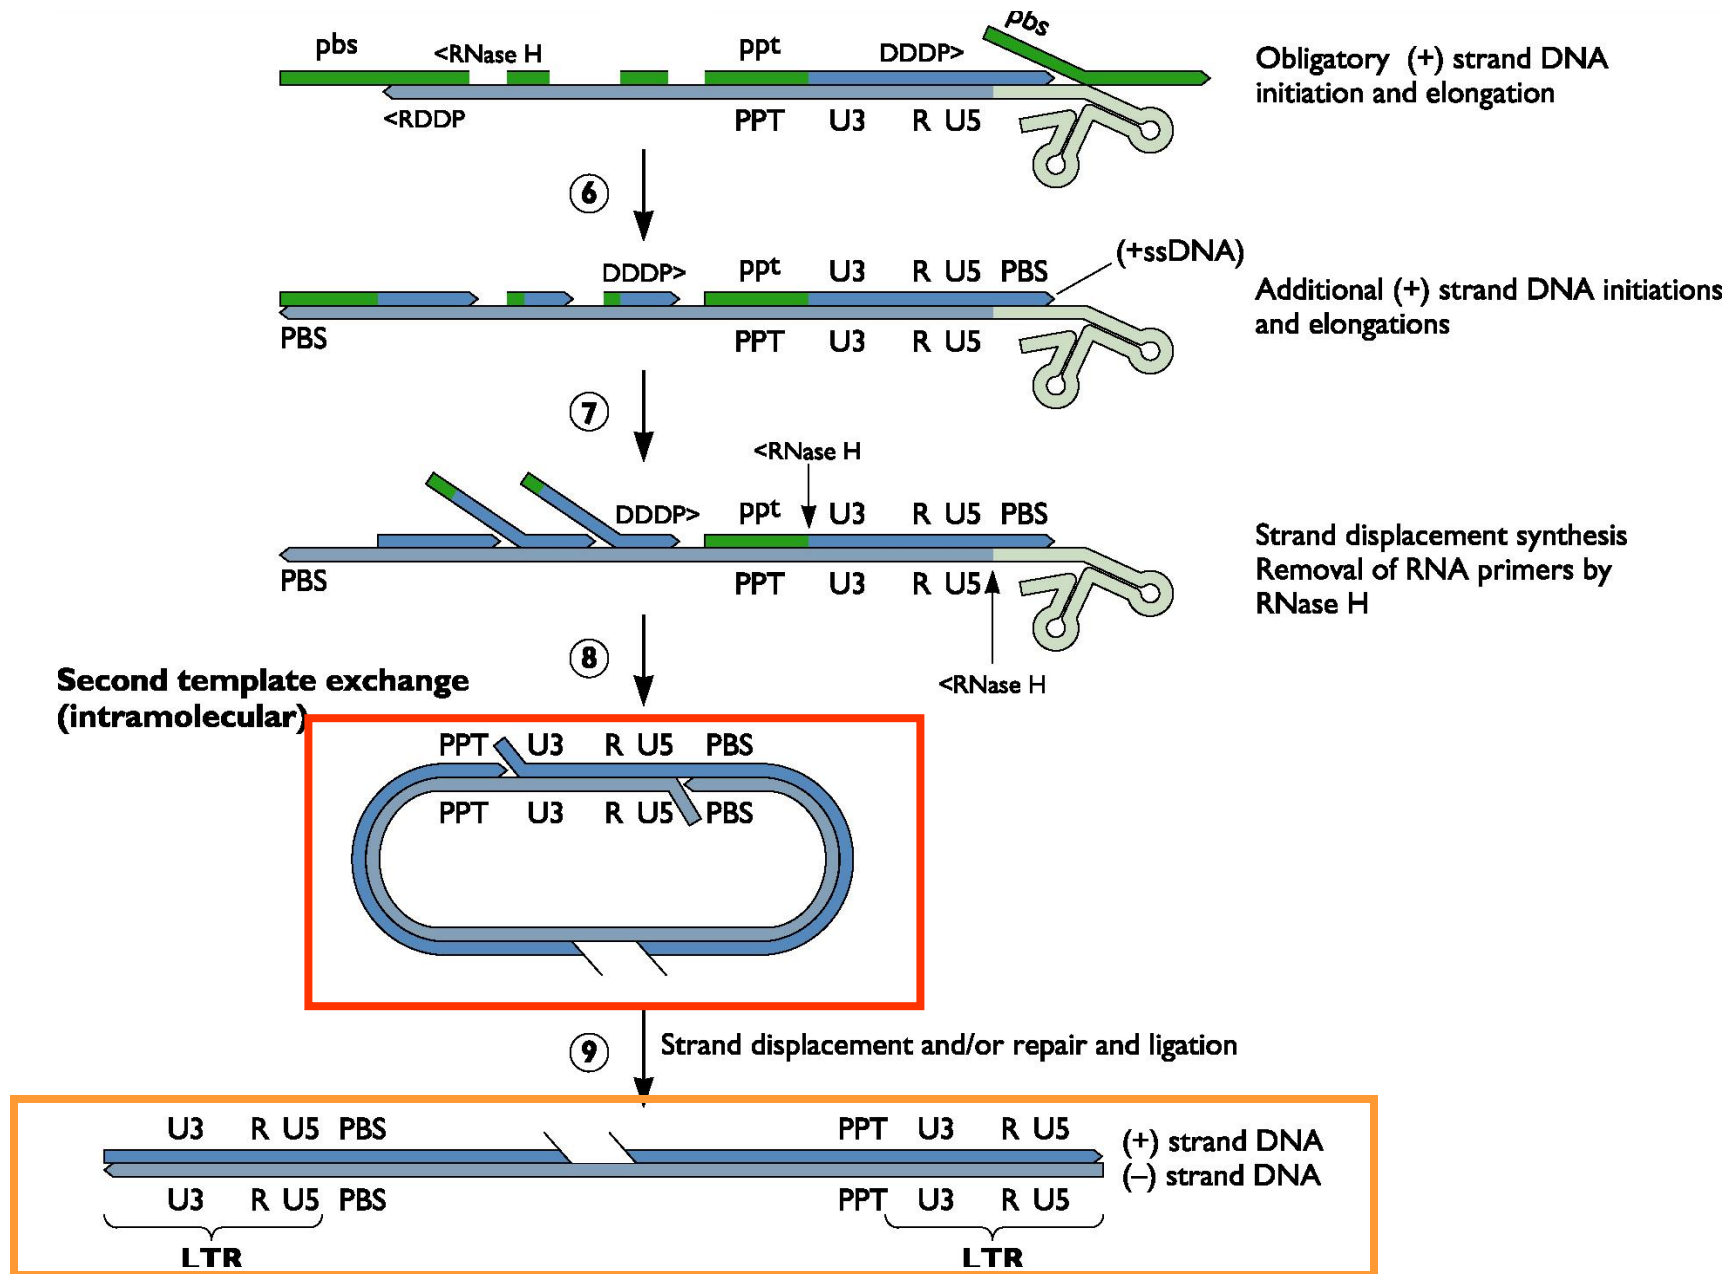 pbs
pbs <RNase H ppt DDDP>
Obligatory (+) strand DNA
initiation and elongation
<RDDP PPT U3 R U5
6
DDDP> ppt U3 R U5 PBS (+ssDNA)
Additional (+) strand DNA initiations
and elongations
PBS PPT U3 R U5
7
<RNase H
DDDP> ppt U3 R U5 PBS
Strand displacement synthesis
Removal of RNA primers by
RNase H
PBS PPT U3 R U5
8
<RNase H
Second template exchange
(intramolecular)
PPT U3 R U5 PBS
PPT U3 R U5 PBS
9 Strand displacement and/or repair and ligation
U3 R U5 PBS PPT U3 R U5
(+) strand DNA
(–) strand DNA
U3 R U5 PBS PPT U3 R U5
LTR LTR